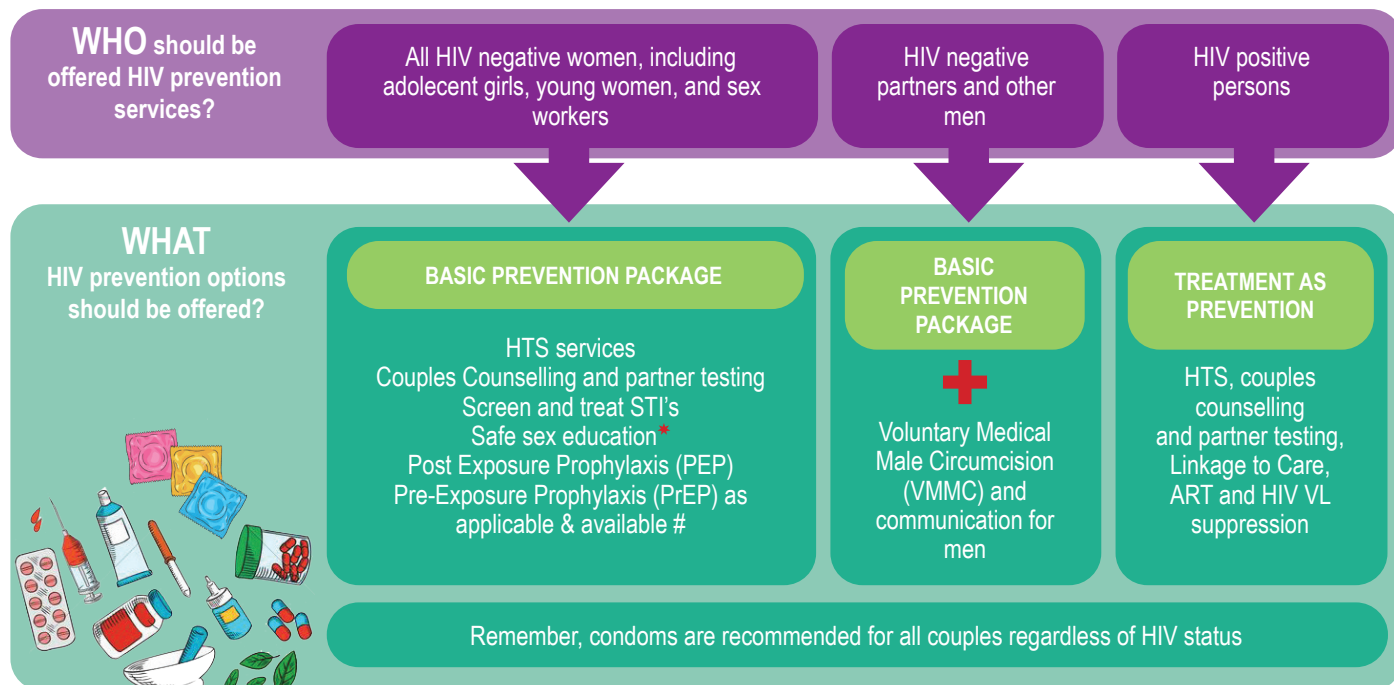 WHO should be
offered HIV prevention
services?
All HIV negative women, including
adolecent girls, young women, and sex
workers
HIV negative
partners and other
men
HIV positive
persons
WHAT
HIV prevention options
should be offered?
BASIC PREVENTION PACKAGE
HTS services
Couples Counselling and partner testing
Screen and treat STI's
Safe sex education*
Post Exposure Prophylaxis (PEP)
Pre-Exposure Prophylaxis (PrEP) as
applicable & available #
BASIC
PREVENTION
PACKAGE
Voluntary Medical
Male Circumcision
(VMMC) and
communication for
men
TREATMENT AS
PREVENTION
HTS, couples
counselling
and partner testing,
Linkage to Care,
ART and HIV VL
suppression
Remember, condoms are recommended for all couples regardless of HIV status